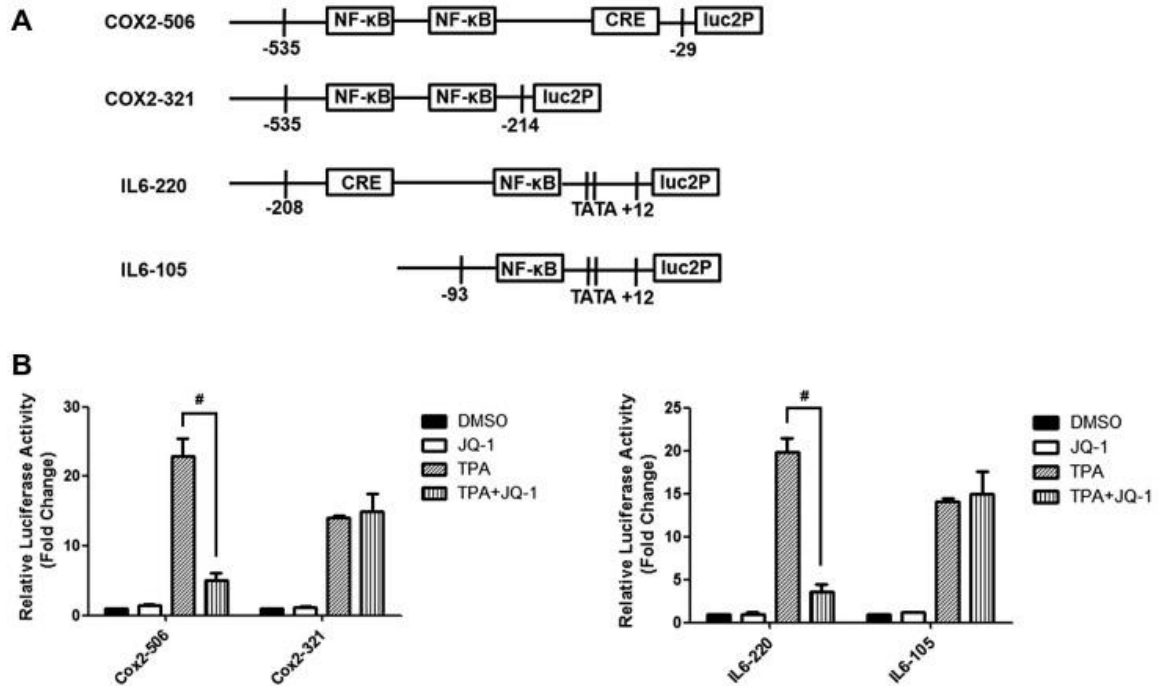 A
COX2-506
NF-κB NF-κB CRE luc2P
-535 -29
COX2-321
NF-κB NF-κB luc2P
-535 -214
IL6-220
CRE NF-κB luc2P
-208 TATA +12
IL6-105
NF-κB luc2P
-93 TATA +12
B
Relative Luciferase Activity
(Fold Change)
30
20
10
0
#
DMSO
JQ-1
TPA
TPA+JQ-1
Cox2-506 Cox2-321
Relative Luciferase Activity
(Fold Change)
25
20
15
10
5
0
#
DMSO
JQ-1
TPA
TPA+JQ-1
IL6-220 IL6-105